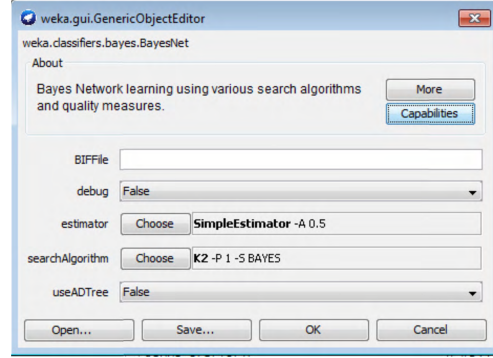 weka.gui.GenericObjectEditor
weka.classifiers.bayes.BayesNet
About
Bayes Network learning using various search algorithms
and quality measures.
More
Capabilities
BIFFile
debug False
estimator Choose SimpleEstimator -A 0.5
searchAlgorithm Choose K2 -P 1 -S BAYES
useADTree False
Open... Save... OK Cancel